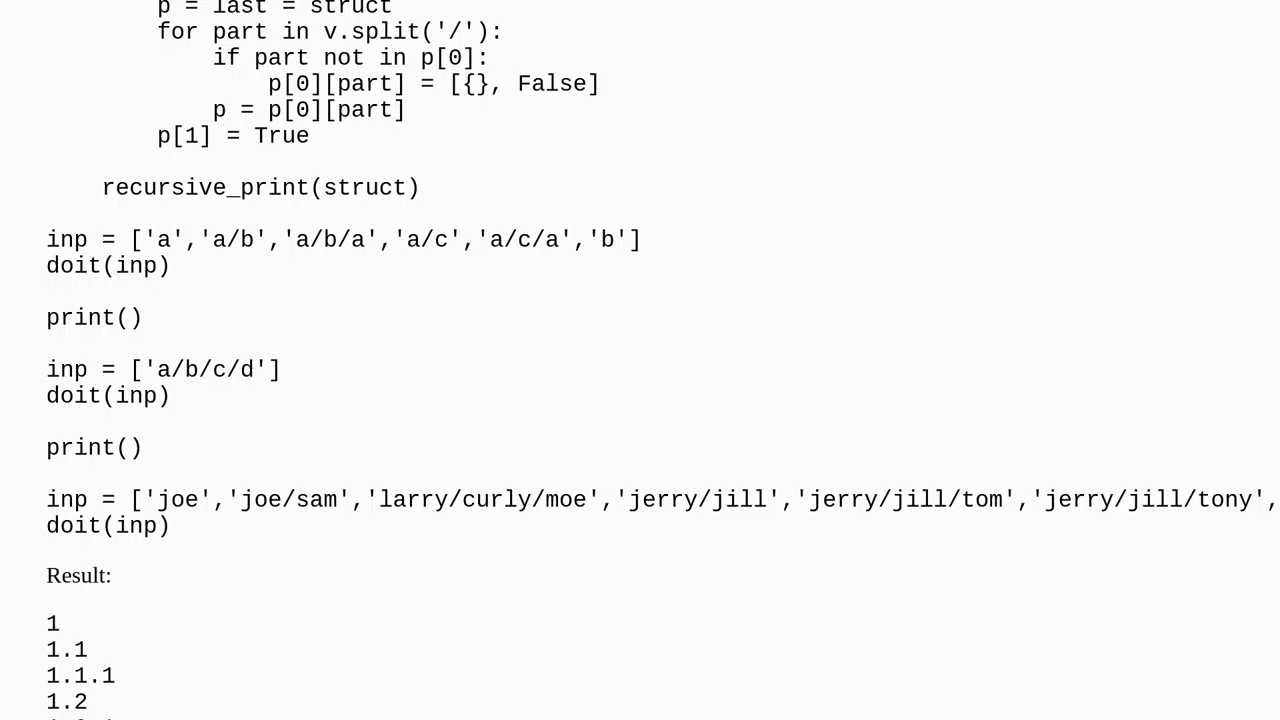 p = last = struct
        for part in v.split('/'):
            if part not in p[0]:
                p[0][part] = [{}, False]
            p = p[0][part]
        p[1] = True

    recursive_print(struct)

inp = ['a','a/b','a/b/a','a/c','a/c/a','b']
doit(inp)

print()

inp = ['a/b/c/d']
doit(inp)

print()

inp = ['joe','joe/sam','larry/curly/moe','jerry/jill','jerry/jill/tom','jerry/jill/tony',
doit(inp)

Result:

1
1.1
1.1.1
1.2